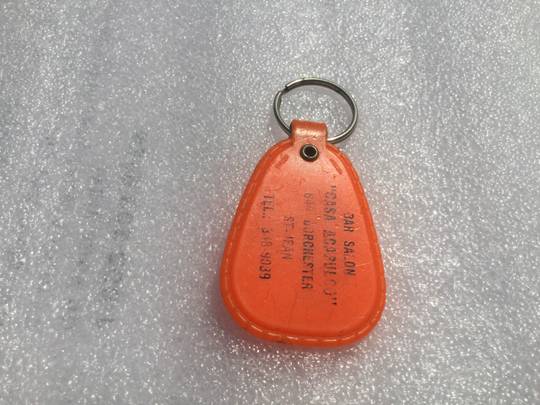 BAR SALON
"CASA ACAPULCO"
DORCHESTER
ST-JEAN
TEL.